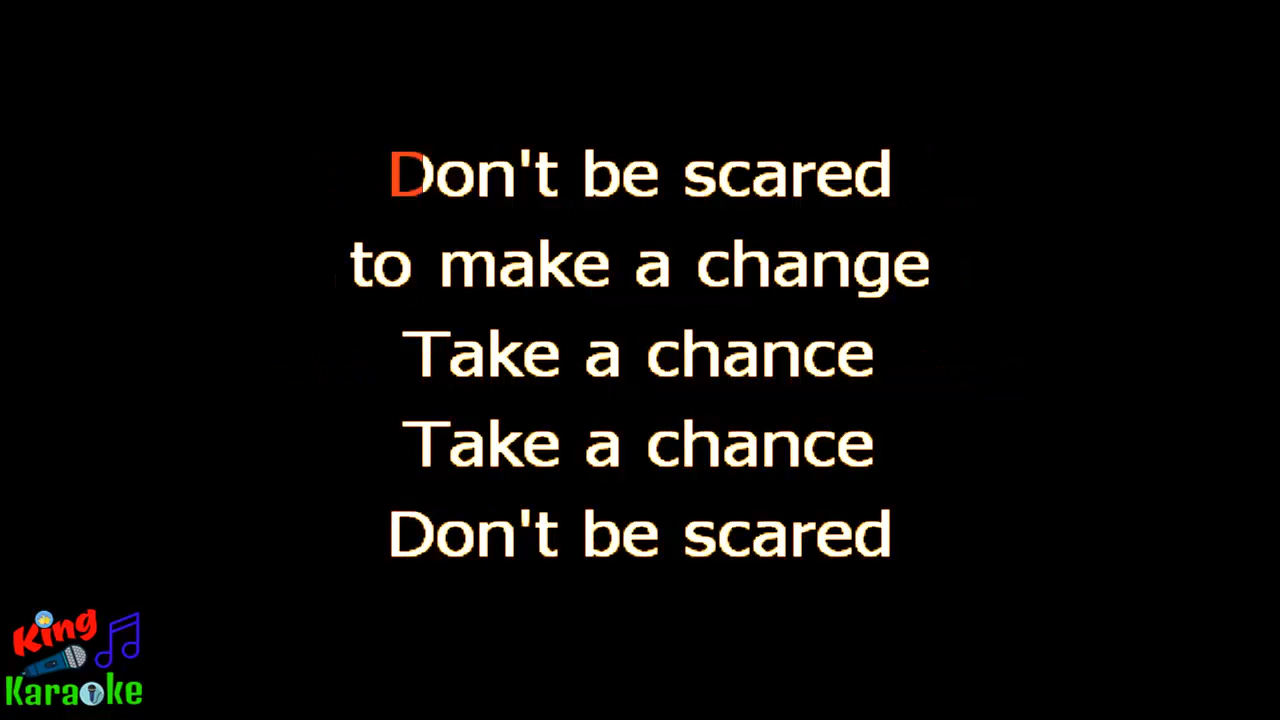 Don't be scared
to make a change
Take a chance
Take a chance
Don't be scared
King
Karaoke